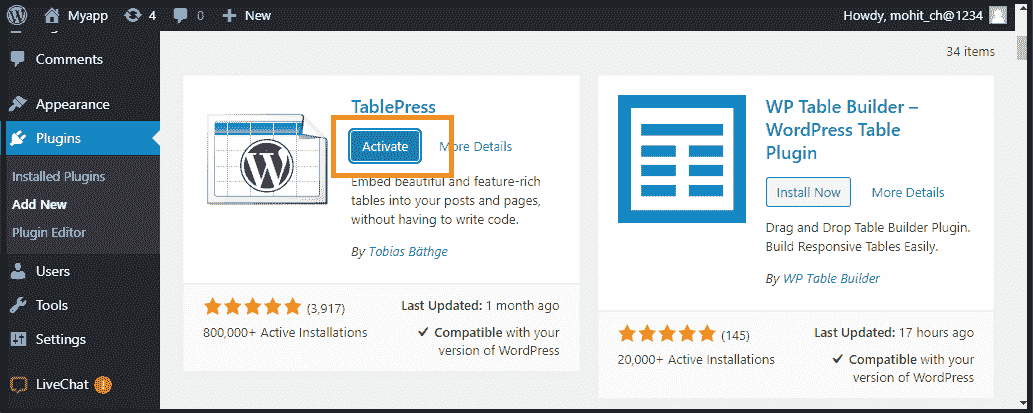 Myapp 4 0 + New Howdy, mohit_ch@1234
Comments
Appearance
Plugins
Installed Plugins
Add New
Plugin Editor
Users
Tools
Settings
LiveChat 1
34 items
TablePress
Activate More Details
Embed beautiful and feature-rich
tables into your posts and pages,
without having to write code.
By Tobias Bäthge
(3,917)
800,000+ Active Installations
Last Updated: 1 month ago
Compatible with your
version of WordPress
WP Table Builder –
WordPress Table
Plugin
Install Now More Details
Drag and Drop Table Builder Plugin.
Build Responsive Tables Easily.
By WP Table Builder
(145)
20,000+ Active Installations
Last Updated: 17 hours ago
Compatible with your
version of WordPress